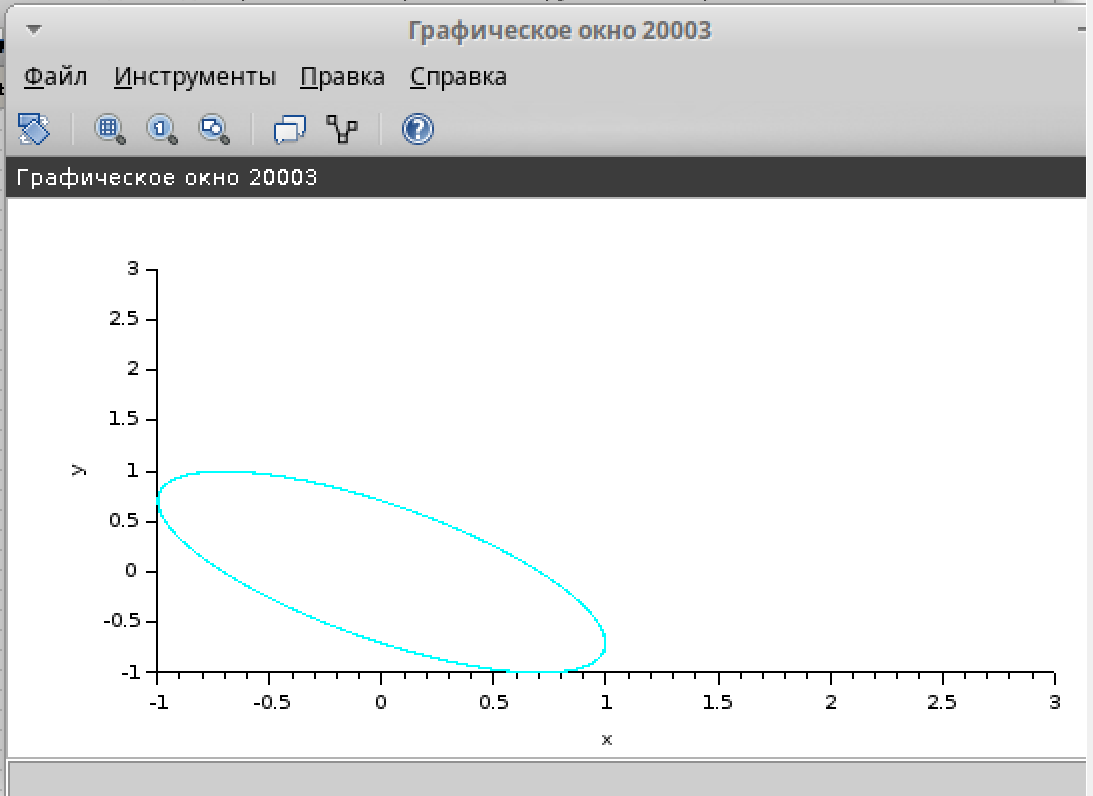 Графическое окно 20003
Файл Инструменты Правка Справка
Графическое окно 20003
3
2.5
2
1.5
1
y
0.5
0
-0.5
-1
-1 -0.5 0 0.5 1 1.5 2 2.5 3
x